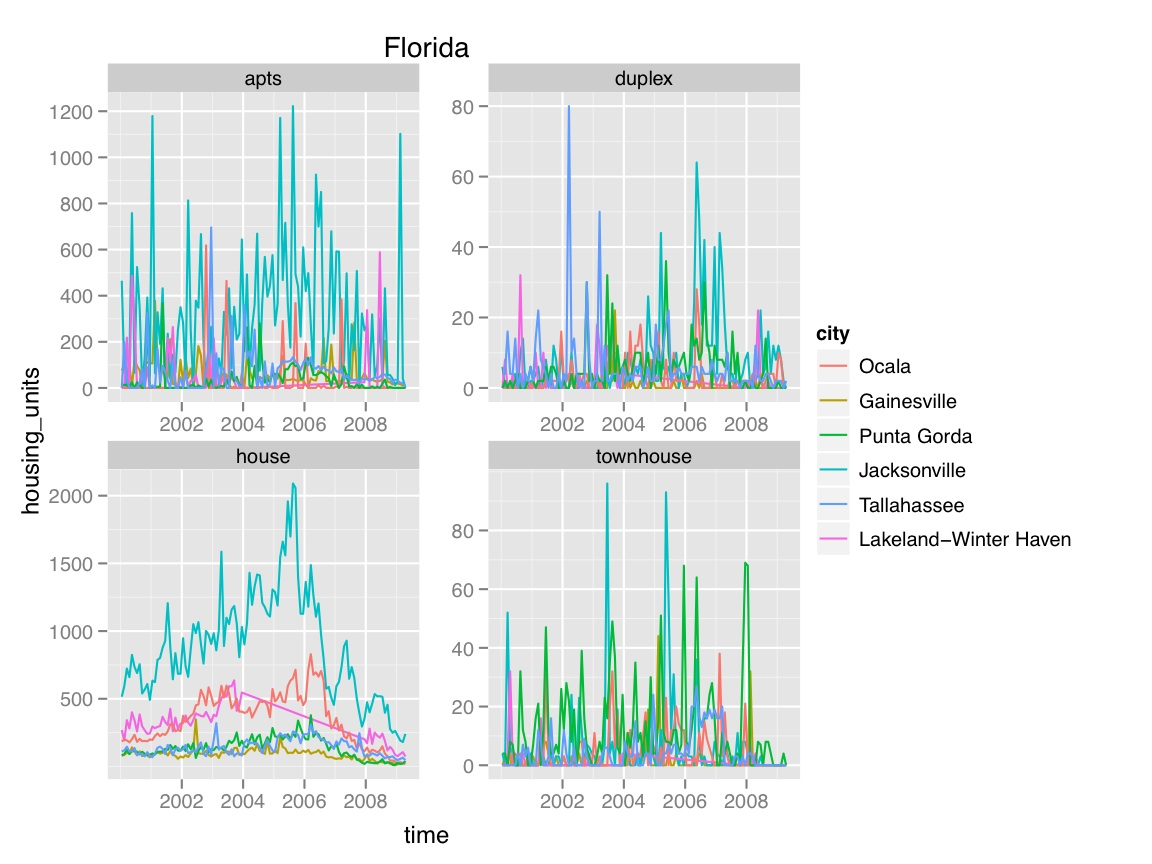 Florida
apts
duplex
1200
1000
800
600
400
200
0
80
60
40
20
0
2002 2004 2006 2008
2002 2004 2006 2008
house
townhouse
2000
1500
1000
500
80
60
40
20
0
2002 2004 2006 2008
2002 2004 2006 2008
housing_units
time
city
Ocala
Gainesville
Punta Gorda
Jacksonville
Tallahassee
Lakeland−Winter Haven